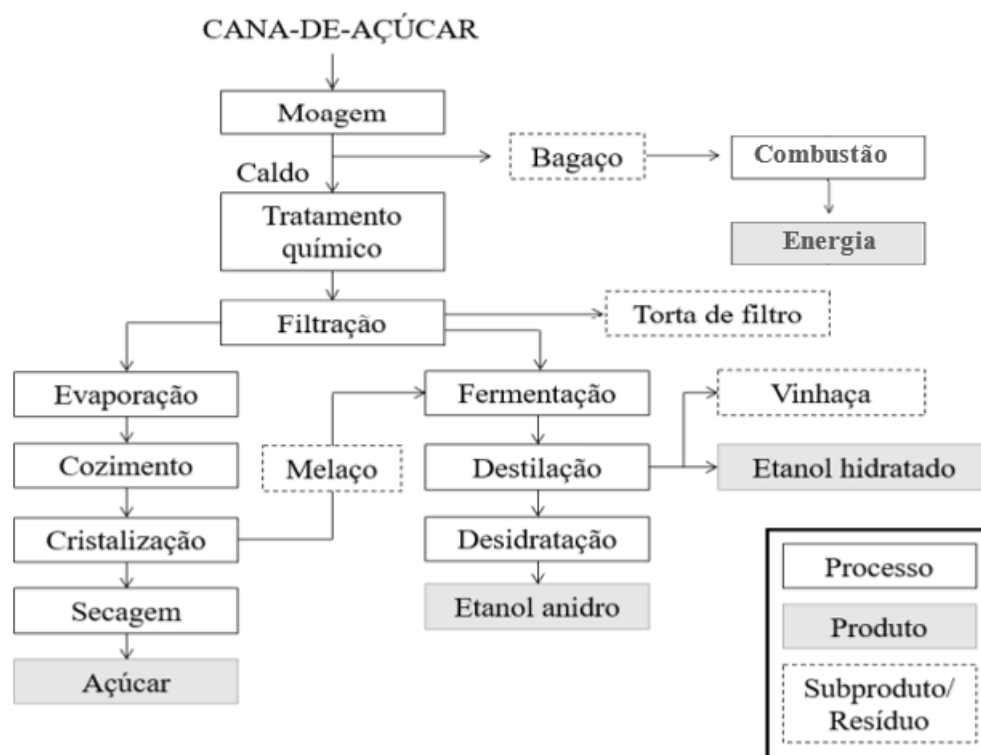 CANA-DE-AÇÚCAR
Moagem
Bagaço
Combustão
Caldo
Tratamento
químico
Energia
Filtração
Torta de filtro
Evaporação
Fermentação
Vinhaça
Cozimento
Melaço
Destilação
Etanol hidratado
Cristalização
Desidratação
Secagem
Etanol anidro
Açúcar
Processo
Produto
Subproduto/
Resíduo